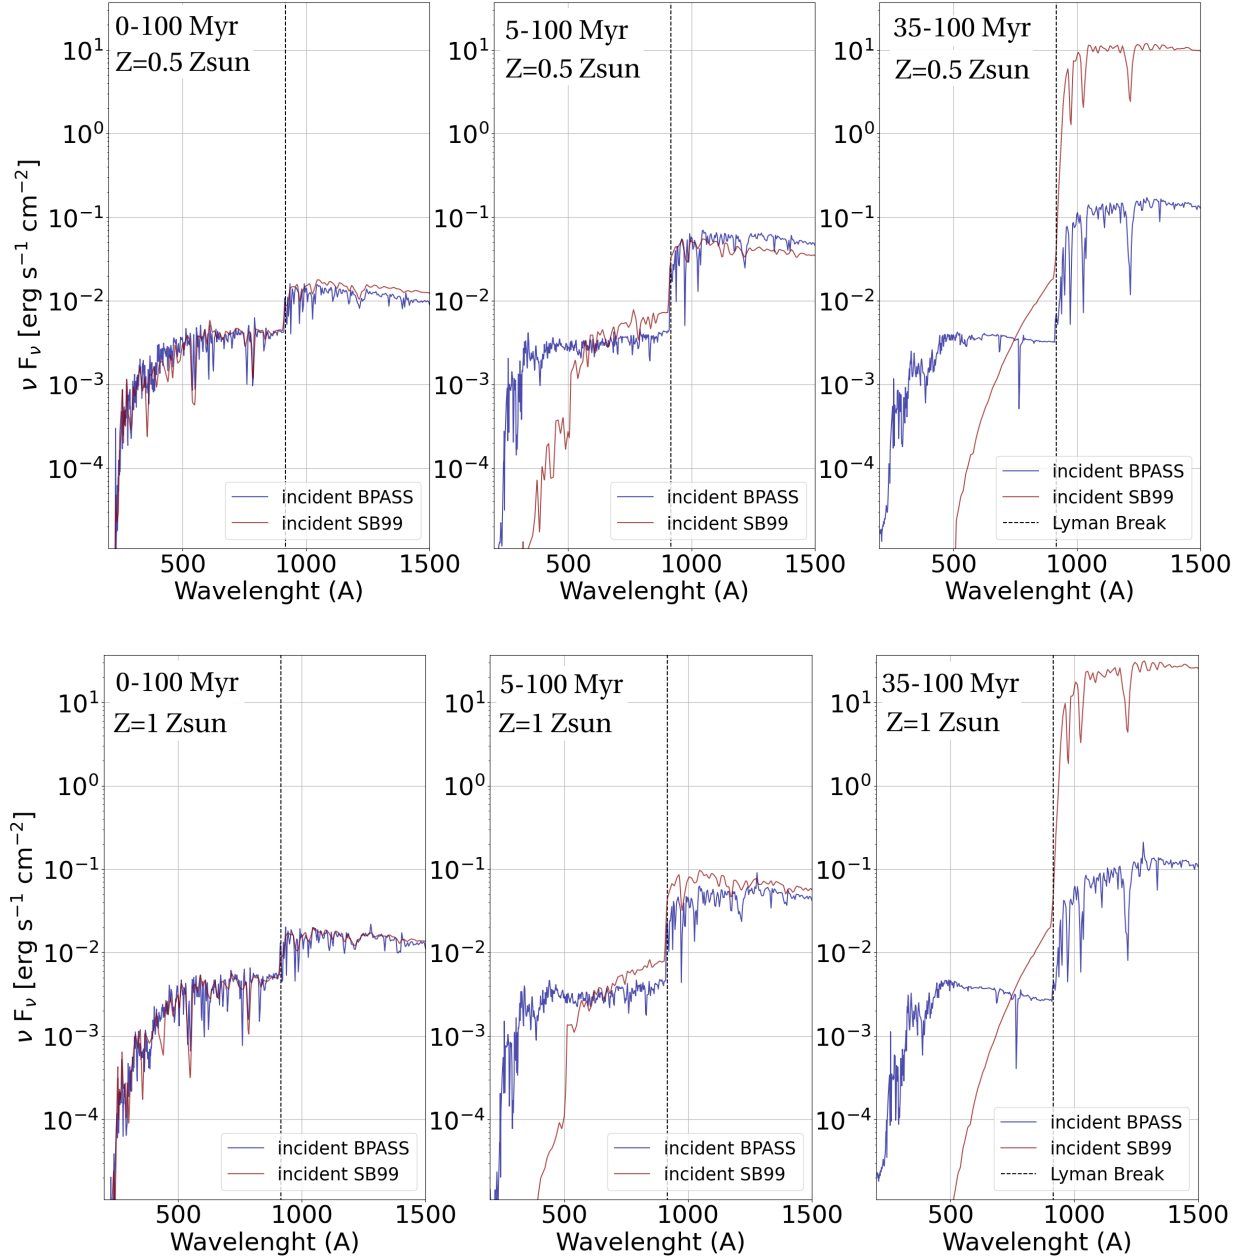 0-100 Myr
Z=0.5 Zsun
5-100 Myr
Z=0.5 Zsun
35-100 Myr
Z=0.5 Zsun
10¹
10⁰
10⁻¹
10⁻²
10⁻³
10⁻⁴
10¹
10⁰
10⁻¹
10⁻²
10⁻³
10⁻⁴
10¹
10⁰
10⁻¹
10⁻²
10⁻³
10⁻⁴
ν Fν [erg s⁻¹ cm⁻²]
incident BPASS
incident SB99
incident BPASS
incident SB99
incident BPASS
incident SB99
Lyman Break
500 1000 1500
500 1000 1500
500 1000 1500
Wavelenght (A)
Wavelenght (A)
Wavelenght (A)
0-100 Myr
Z=1 Zsun
5-100 Myr
Z=1 Zsun
35-100 Myr
Z=1 Zsun
10¹
10⁰
10⁻¹
10⁻²
10⁻³
10⁻⁴
10¹
10⁰
10⁻¹
10⁻²
10⁻³
10⁻⁴
10¹
10⁰
10⁻¹
10⁻²
10⁻³
10⁻⁴
ν Fν [erg s⁻¹ cm⁻²]
incident BPASS
incident SB99
incident BPASS
incident SB99
incident BPASS
incident SB99
Lyman Break
500 1000 1500
500 1000 1500
500 1000 1500
Wavelenght (A)
Wavelenght (A)
Wavelenght (A)